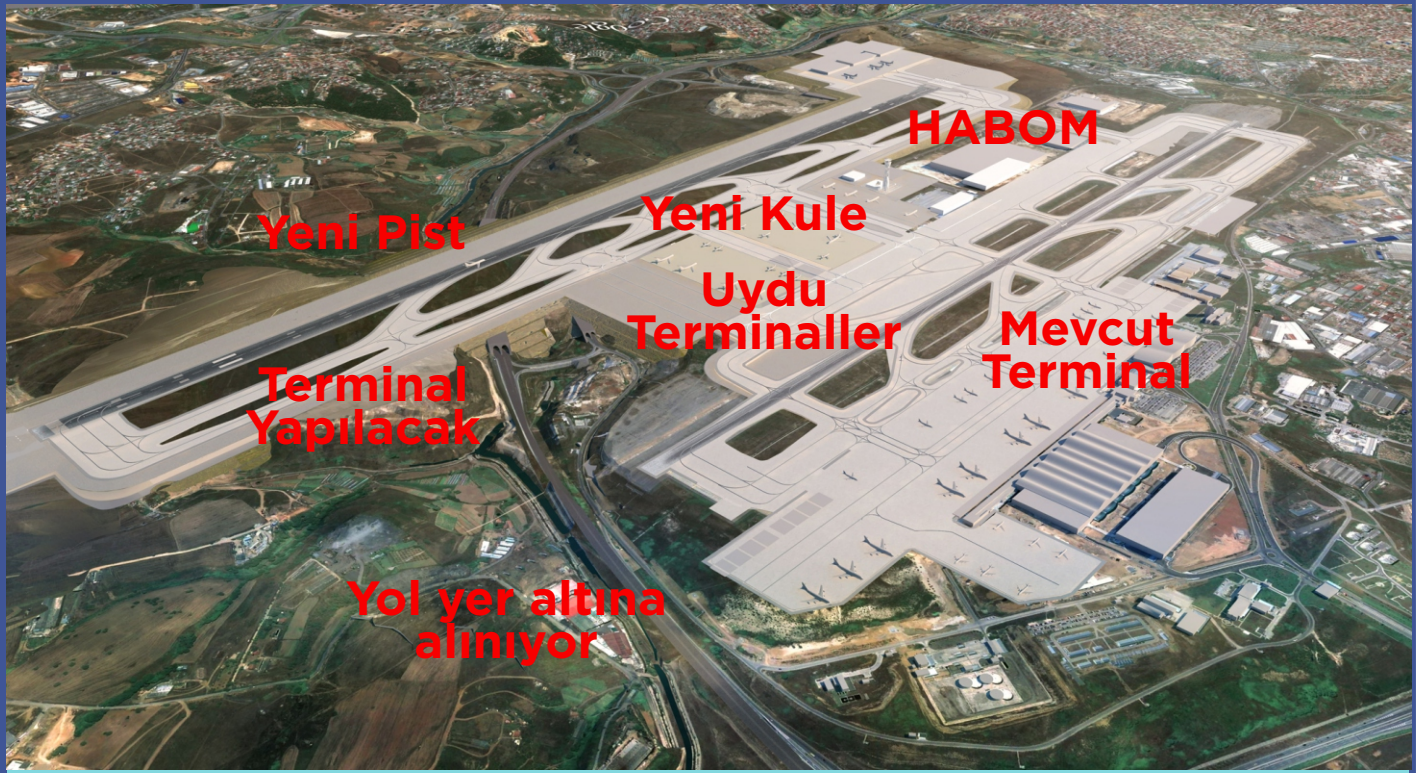 HABOM
Yeni Pist
Yeni Kule
Uydu
Terminaller
Mevcut
Terminal
Terminal
Yapılacak
Yol yer altına
alınıyor